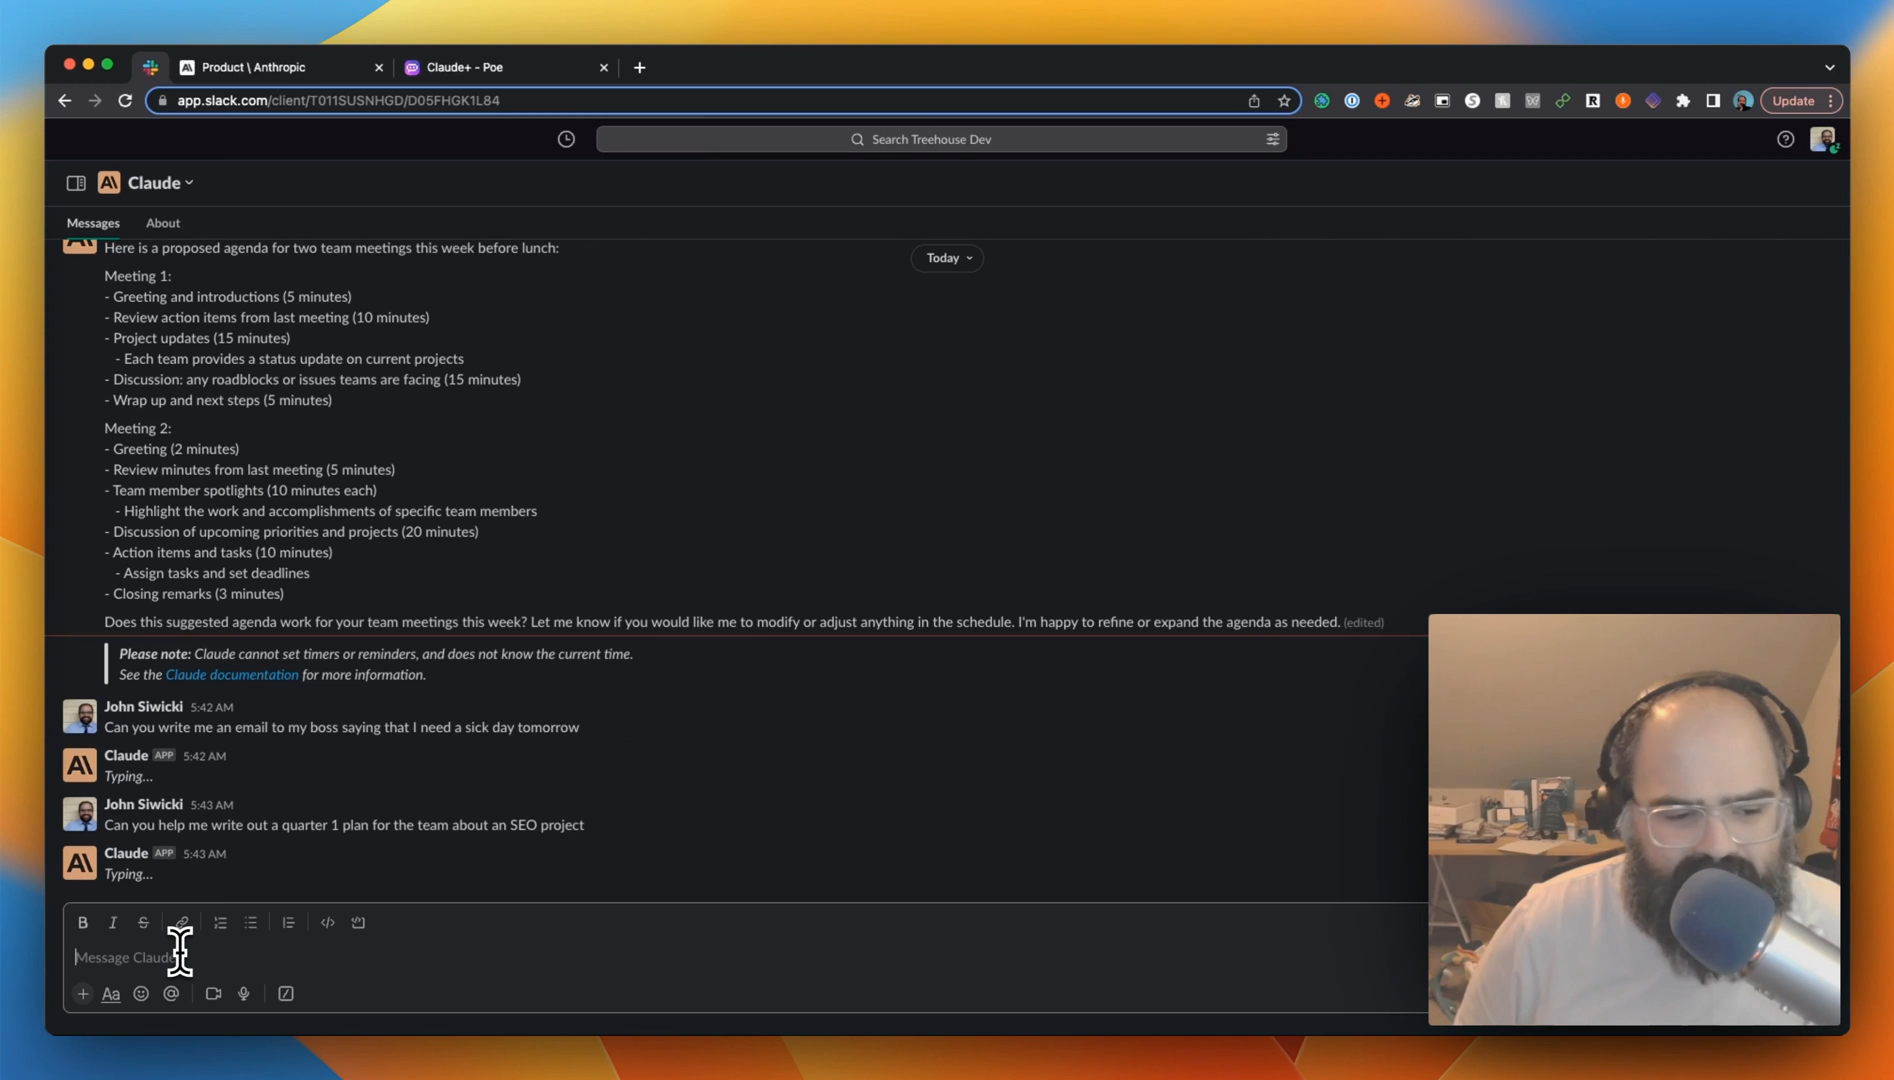 Product \ Anthropic
Claude+ - Poe
app.slack.com/client/T011SUSNHGD/D05FHGK1L84
Update
Search Treehouse Dev
Claude
Messages About
Here is a proposed agenda for two team meetings this week before lunch:
Today
Meeting 1:
- Greeting and introductions (5 minutes)
- Review action items from last meeting (10 minutes)
- Project updates (15 minutes)
- Each team provides a status update on current projects
- Discussion: any roadblocks or issues teams are facing (15 minutes)
- Wrap up and next steps (5 minutes)
Meeting 2:
- Greeting (2 minutes)
- Review minutes from last meeting (5 minutes)
- Team member spotlights (10 minutes each)
- Highlight the work and accomplishments of specific team members
- Discussion of upcoming priorities and projects (20 minutes)
- Action items and tasks (10 minutes)
- Assign tasks and set deadlines
- Closing remarks (3 minutes)
Does this suggested agenda work for your team meetings this week? Let me know if you would like me to modify or adjust anything in the schedule. I'm happy to refine or expand the agenda as needed. (edited)
Please note: Claude cannot set timers or reminders, and does not know the current time.
See the Claude documentation for more information.
John Siwicki 5:42 AM
Can you write me an email to my boss saying that I need a sick day tomorrow
Claude APP 5:42 AM
Typing...
John Siwicki 5:43 AM
Can you help me write out a quarter 1 plan for the team about an SEO project
Claude APP 5:43 AM
Typing...
B I S
Message Claude
Aa @